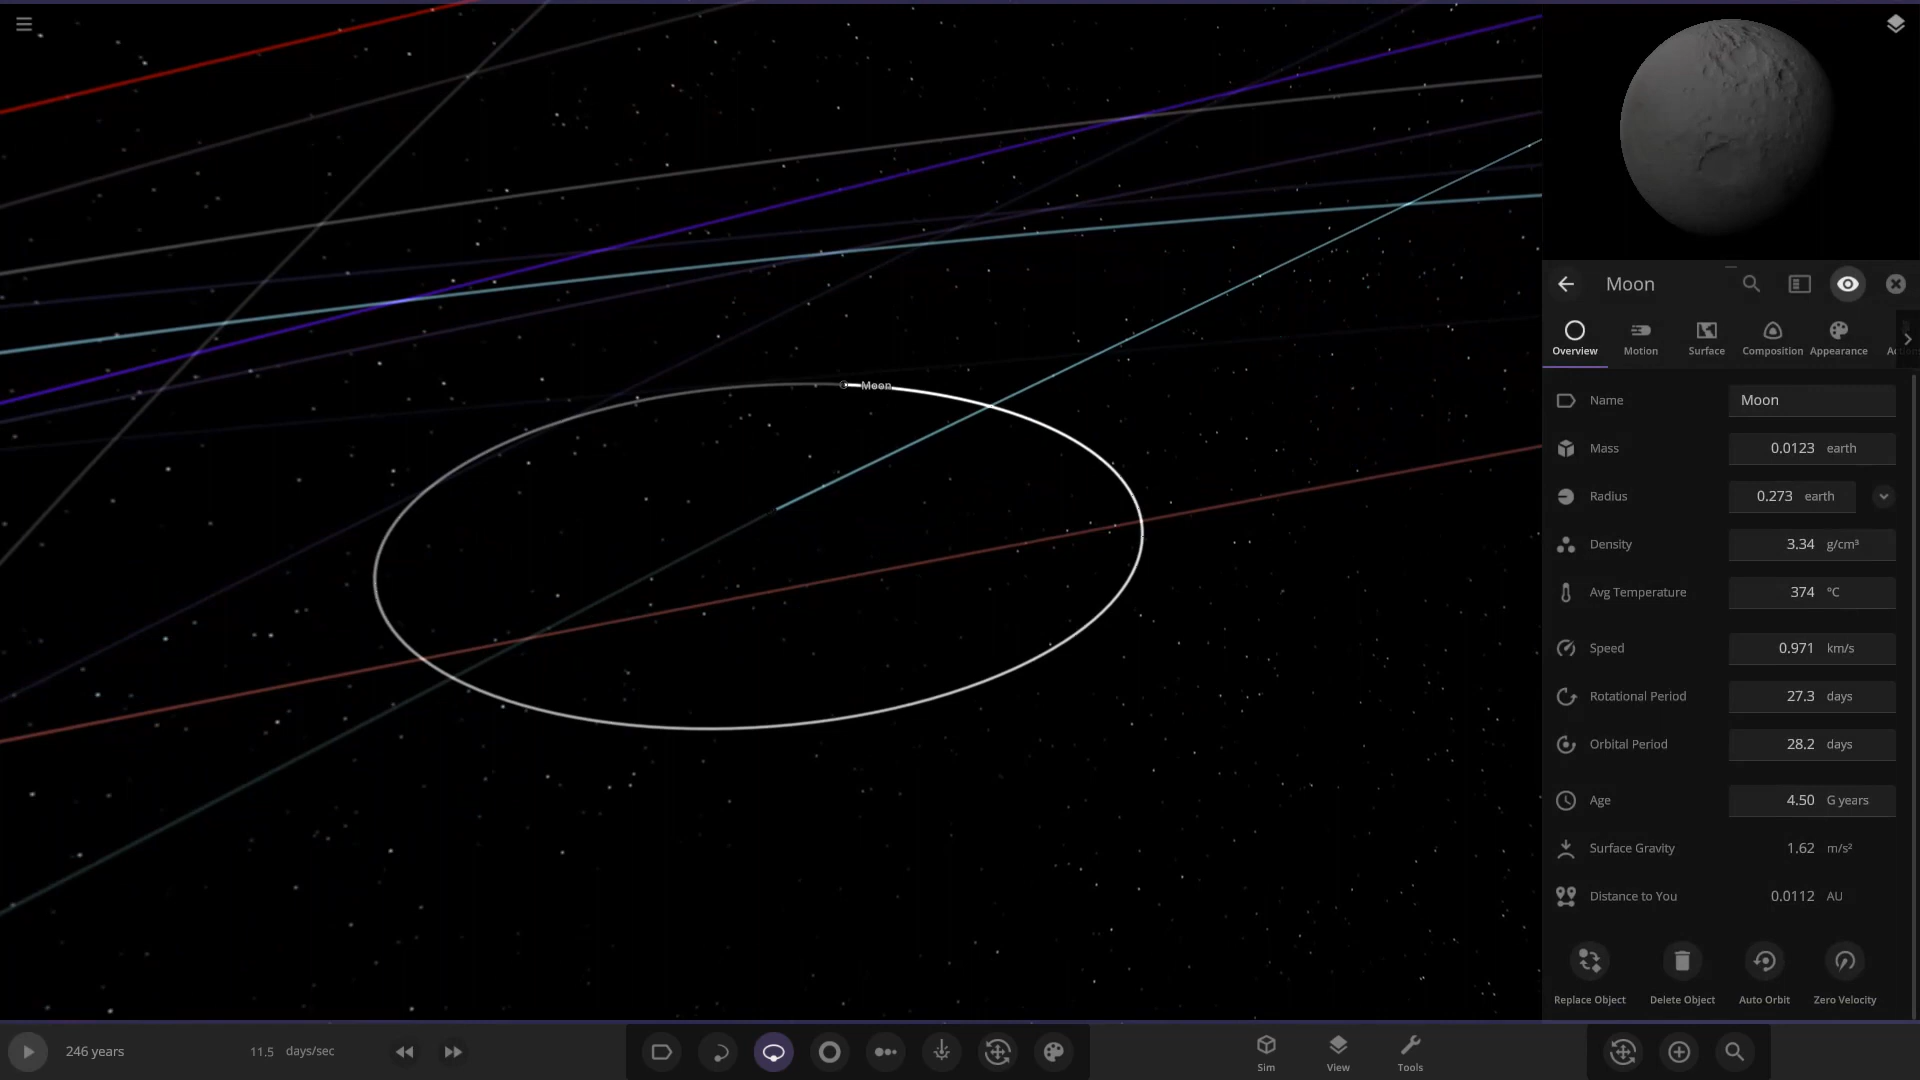 Moon
Moon
Overview
Motion
Surface
Composition
Appearance
Name Moon
Mass 0.0123 earth
Radius 0.273 earth
Density 3.34 g/cm³
Avg Temperature 374 °C
Speed 0.971 km/s
Rotational Period 27.3 days
Orbital Period 28.2 days
Age 4.50 G years
Surface Gravity 1.62 m/s²
Distance to You 0.0112 AU
Replace Object
Delete Object
Auto Orbit
Zero Velocity
246 years
11.5 days/sec
Sim
View
Tools